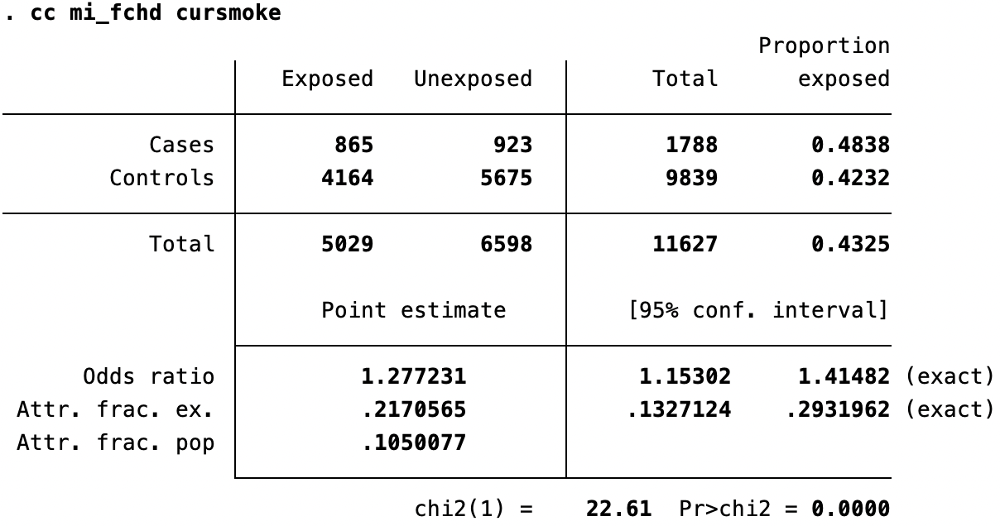 . cc mi_fchd cursmoke
Proportion
Exposed Unexposed Total exposed
Cases 865 923 1788 0.4838
Controls 4164 5675 9839 0.4232
Total 5029 6598 11627 0.4325
Point estimate [95% conf. interval]
Odds ratio 1.277231 1.15302 1.41482 (exact)
Attr. frac. ex. .2170565 .1327124 .2931962 (exact)
Attr. frac. pop .1050077
chi2(1) = 22.61 Pr>chi2 = 0.0000